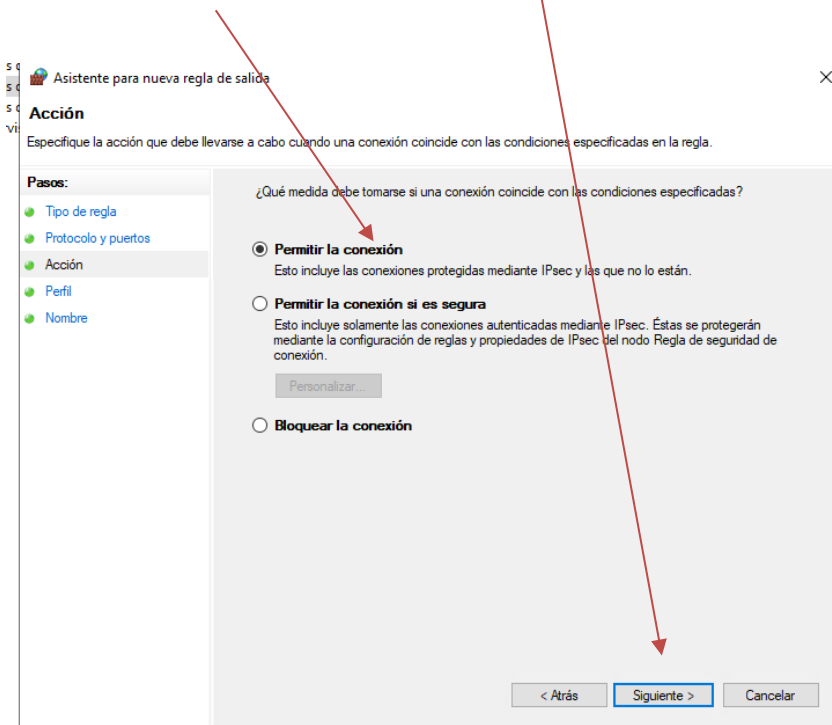 Asistente para nueva regla de salida
Acción
Especifique la acción que debe llevarse a cabo cuando una conexión coincide con las condiciones especificadas en la regla.
Pasos:
Tipo de regla
Protocolo y puertos
Acción
Perfil
Nombre
¿Qué medida debe tomarse si una conexión coincide con las condiciones especificadas?
Permitir la conexión
Esto incluye las conexiones protegidas mediante IPsec y las que no lo están.
Permitir la conexión si es segura
Esto incluye solamente las conexiones autenticadas mediante IPsec. Éstas se protegerán
mediante la configuración de reglas y propiedades de IPsec del nodo Regla de seguridad de
conexión.
Personalizar...
Bloquear la conexión
< Atrás
Siguiente >
Cancelar